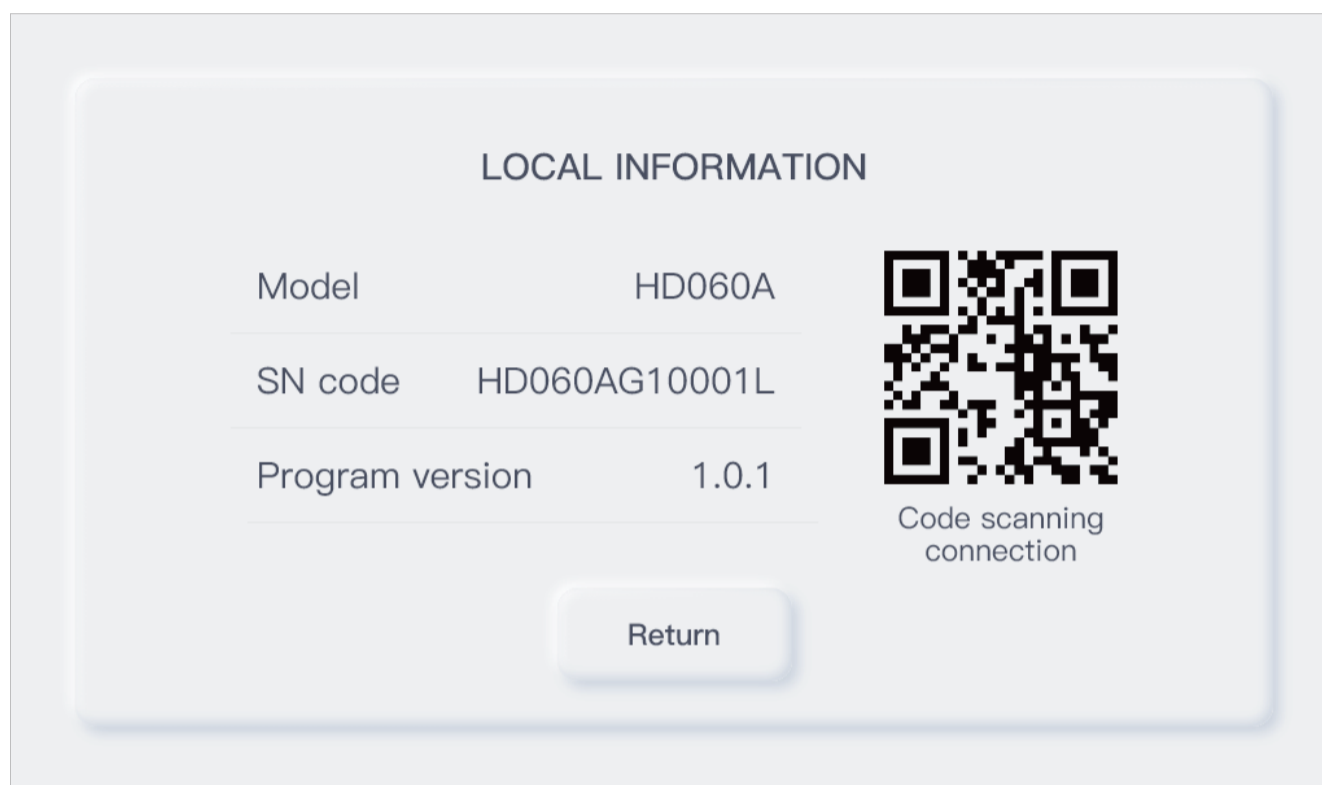 LOCAL INFORMATION
Model HD060A
SN code HD060AG10001L
Program version 1.0.1
Code scanning
connection
Return